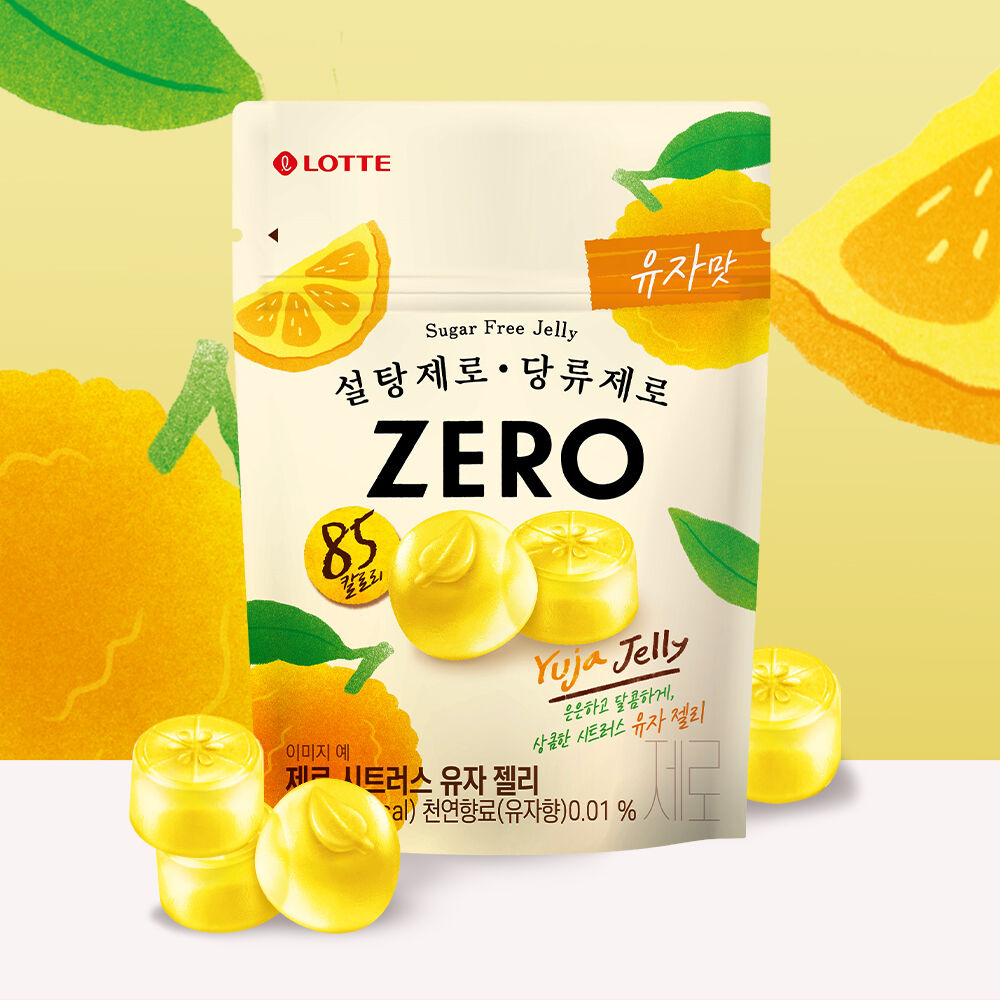 LOTTE
유자맛
Sugar Free Jelly
설탕제로·당류제로
ZERO
85
칼로리
Yuja Jelly
은은하고 달콤하게,
상큼한 시트러스 유자 젤리
이미지 예
제로 시트러스 유자 젤리
천연향료(유자향)0.01 %
제로